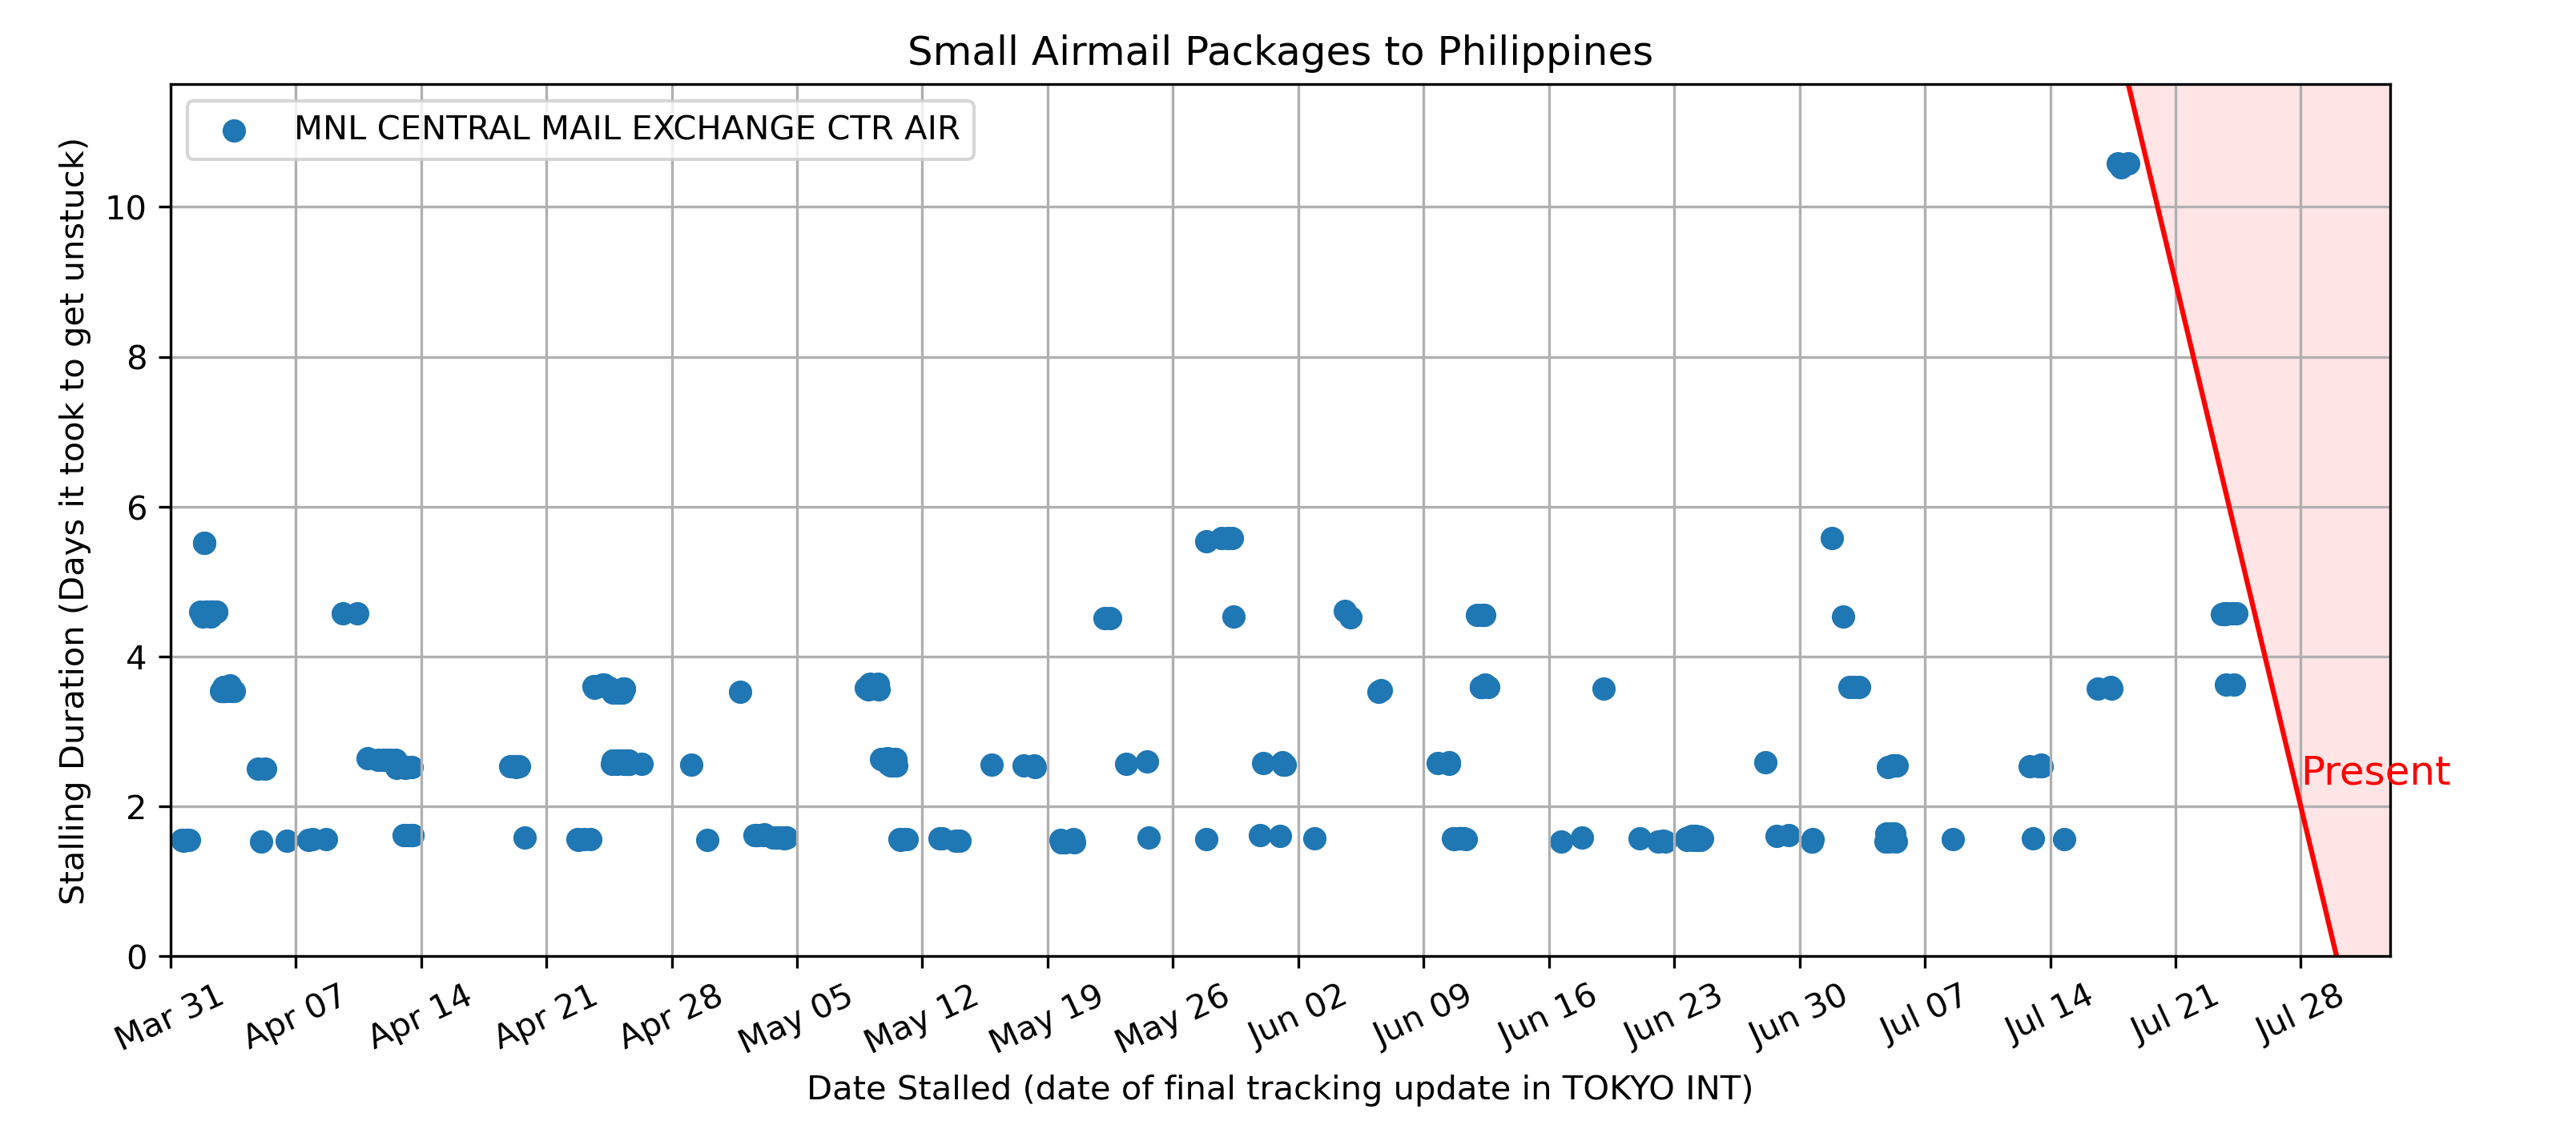 Small Airmail Packages to Philippines
MNL CENTRAL MAIL EXCHANGE CTR AIR
Stalling Duration (Days it took to get unstuck)
10
8
6
4
2
0
Present
Mar 31
Apr 07
Apr 14
Apr 21
Apr 28
May 05
May 12
May 19
May 26
Jun 02
Jun 09
Jun 16
Jun 23
Jun 30
Jul 07
Jul 14
Jul 21
Jul 28
Date Stalled (date of final tracking update in TOKYO INT)